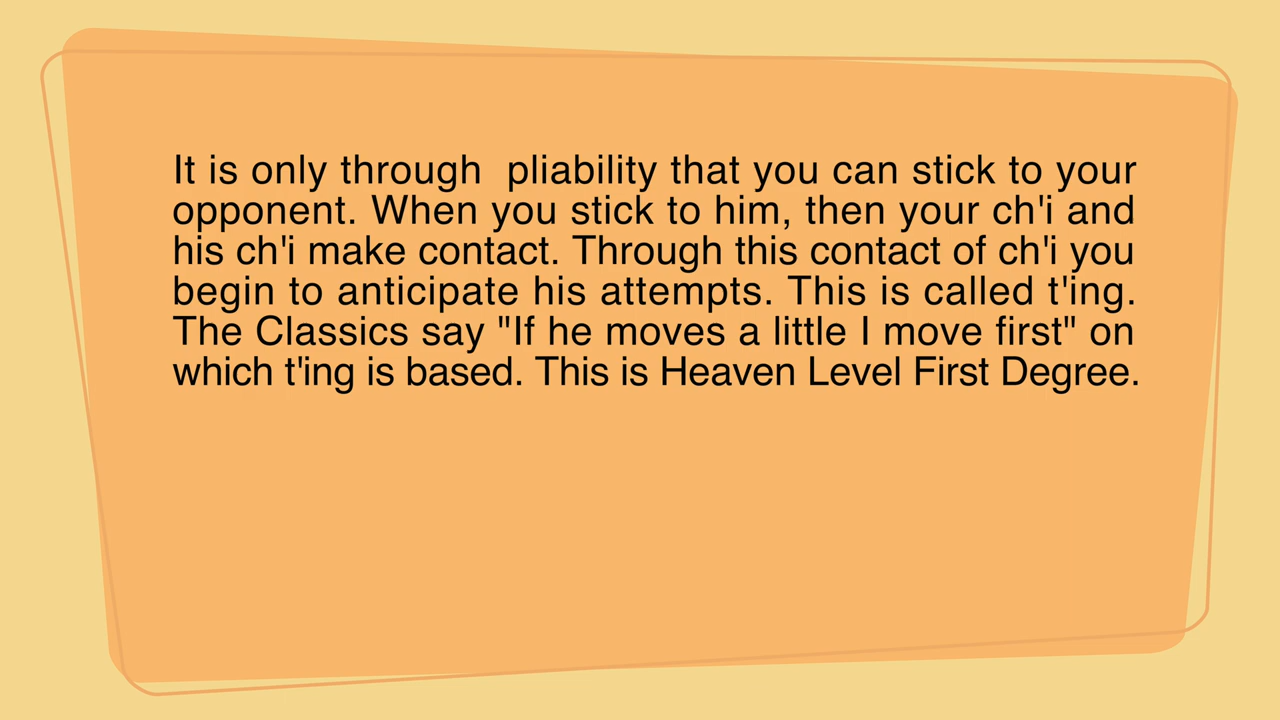 It is only through  pliability that you can stick to your
opponent. When you stick to him, then your ch'i and
his ch'i make contact. Through this contact of ch'i you
begin to anticipate his attempts. This is called t'ing.
The Classics say "If he moves a little I move first" on
which t'ing is based. This is Heaven Level First Degree.